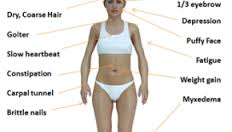 1/3 eyebrow
Dry, Coarse Hair
Depression
Goiter
Puffy Face
Slow heartbeat
Fatigue
Constipation
Weight gain
Carpal tunnel
Myxedema
Brittle nails